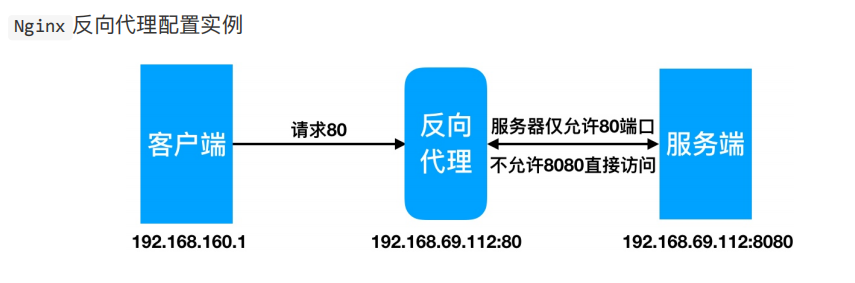 Nginx 反向代理配置实例
客户端
请求80
反向
代理
服务器仅允许80端口
不允许8080直接访问
服务端
192.168.160.1
192.168.69.112:80
192.168.69.112:8080